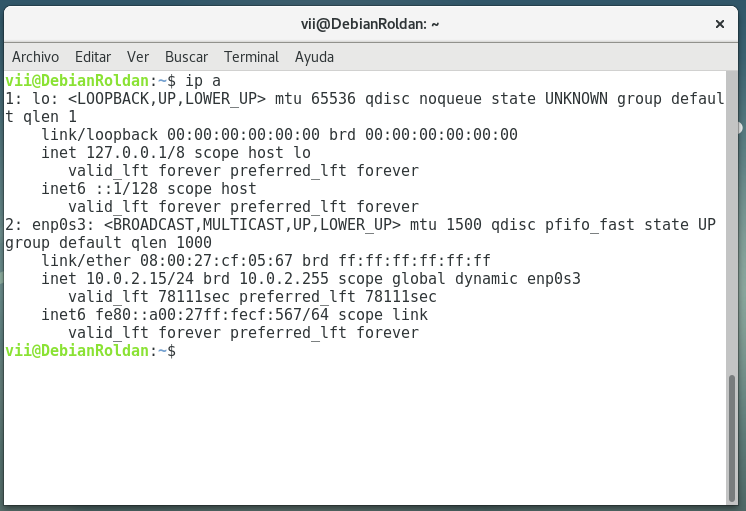 vii@DebianRoldan: ~
Archivo Editar Ver Buscar Terminal Ayuda
vii@DebianRoldan:~$ ip a
1: lo: <LOOPBACK,UP,LOWER_UP> mtu 65536 qdisc noqueue state UNKNOWN group defaul
t qlen 1
    link/loopback 00:00:00:00:00:00 brd 00:00:00:00:00:00
    inet 127.0.0.1/8 scope host lo
       valid_lft forever preferred_lft forever
    inet6 ::1/128 scope host
       valid_lft forever preferred_lft forever
2: enp0s3: <BROADCAST,MULTICAST,UP,LOWER_UP> mtu 1500 qdisc pfifo_fast state UP
group default qlen 1000
    link/ether 08:00:27:cf:05:67 brd ff:ff:ff:ff:ff:ff
    inet 10.0.2.15/24 brd 10.0.2.255 scope global dynamic enp0s3
       valid_lft 78111sec preferred_lft 78111sec
    inet6 fe80::a00:27ff:fecf:567/64 scope link
       valid_lft forever preferred_lft forever
vii@DebianRoldan:~$